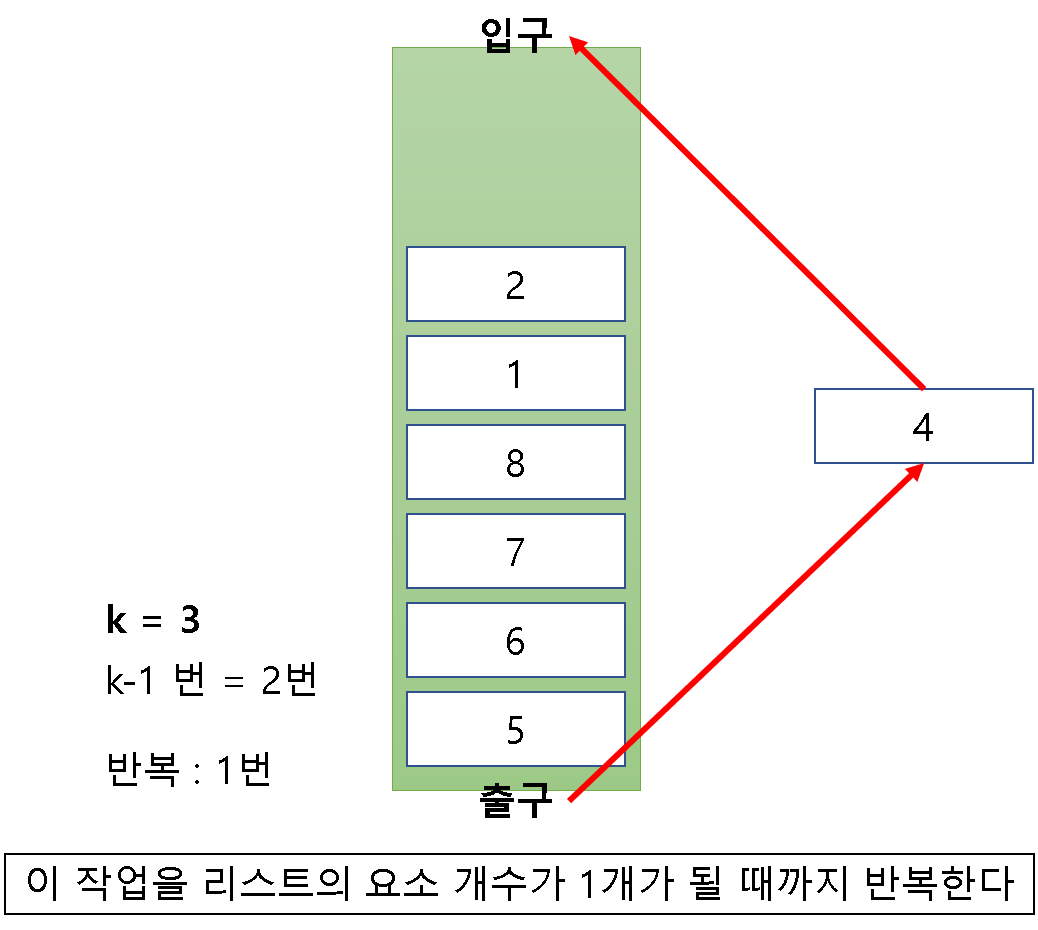 입구
2
1
8
4
7
6
5
k = 3
k-1 번 = 2번
반복 : 1번
출구
이 작업을 리스트의 요소 개수가 1개가 될 때까지 반복한다